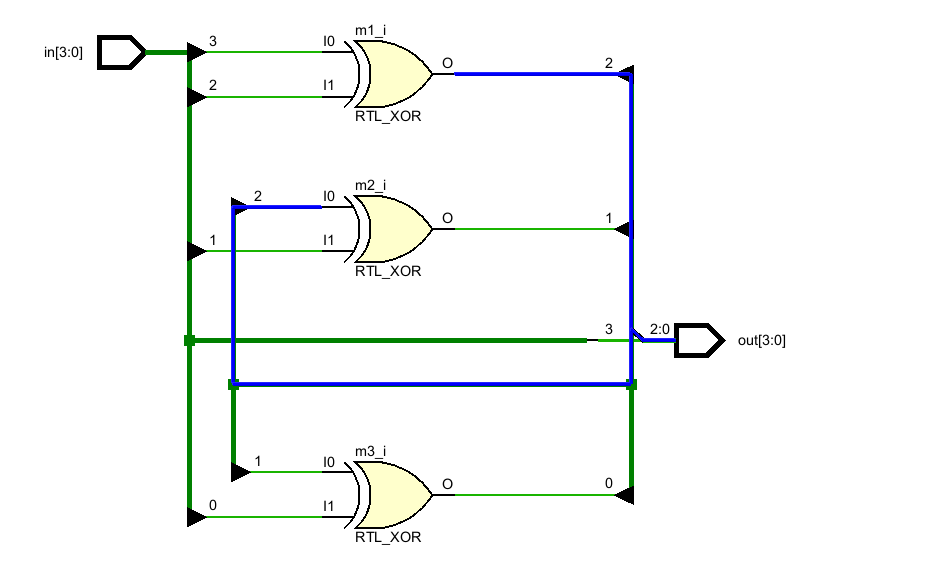 m1_i
in[3:0] 3 I0
O 2
2 I1
RTL_XOR
m2_i
2 I0
O 1
1 I1
RTL_XOR
3 2:0 out[3:0]
m3_i
1 I0
O 0
0 I1
RTL_XOR